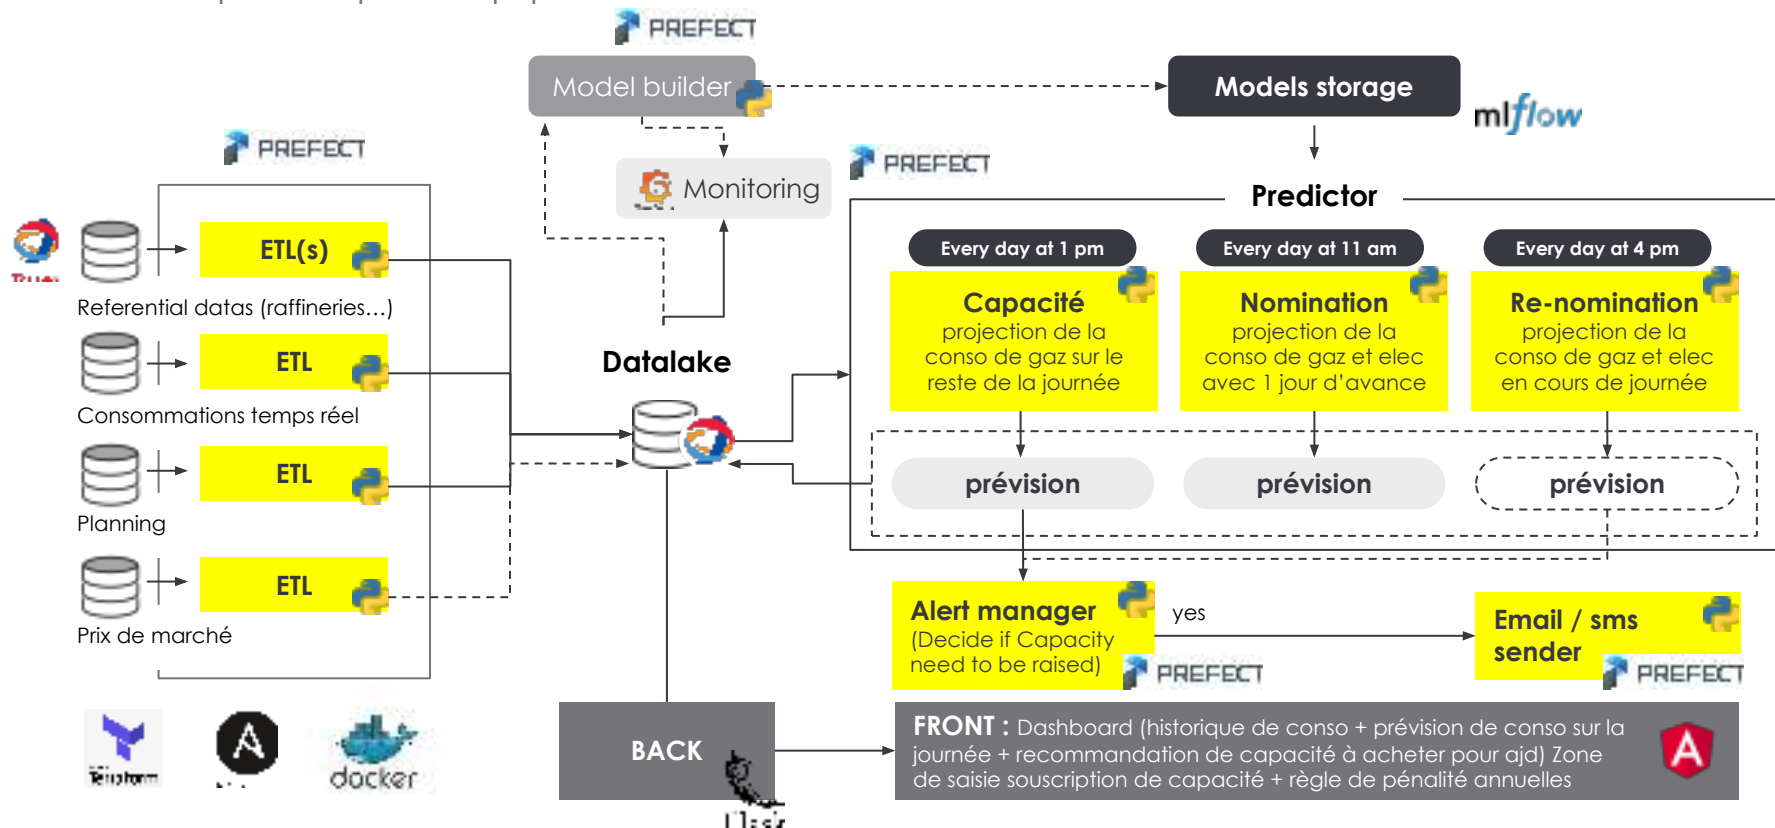 PREFECT
Model builder
Models storage
mlflow
PREFECT
PREFECT
Monitoring
Predictor
Every day at 1 pm
Every day at 11 am
Every day at 4 pm
ETL(s)
Referential datas (raffineries...)
Capacité
projection de la
conso de gaz sur le
reste de la journée
Nomination
projection de la
conso de gaz et elec
avec 1 jour d'avance
Re-nomination
projection de la
conso de gaz et elec
en cours de journée
ETL
Consommations temps réel
Datalake
ETL
Planning
prévision
prévision
prévision
ETL
Prix de marché
Alert manager
(Decide if Capacity
need to be raised)
PREFECT
yes
Email / sms
sender
PREFECT
Terraform
docker
BACK
FRONT : Dashboard (historique de conso + prévision de conso sur la
journée + recommandation de capacité à acheter pour ajd) Zone
de saisie souscription de capacité + règle de pénalité annuelles